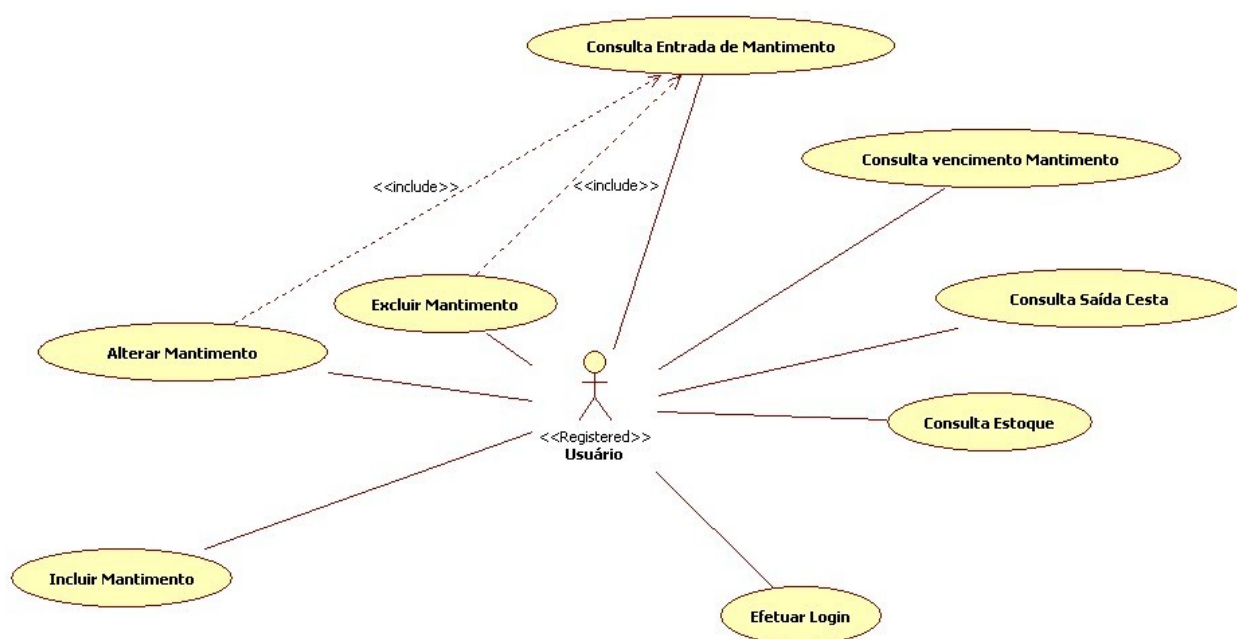 Consulta Entrada de Mantimento
Consulta vencimento Mantimento
<<include>>
<<include>>
Consulta Saída Cesta
Excluir Mantimento
Alterar Mantimento
Consulta Estoque
<<Registered>>
Usuário
Incluir Mantimento
Efetuar Login